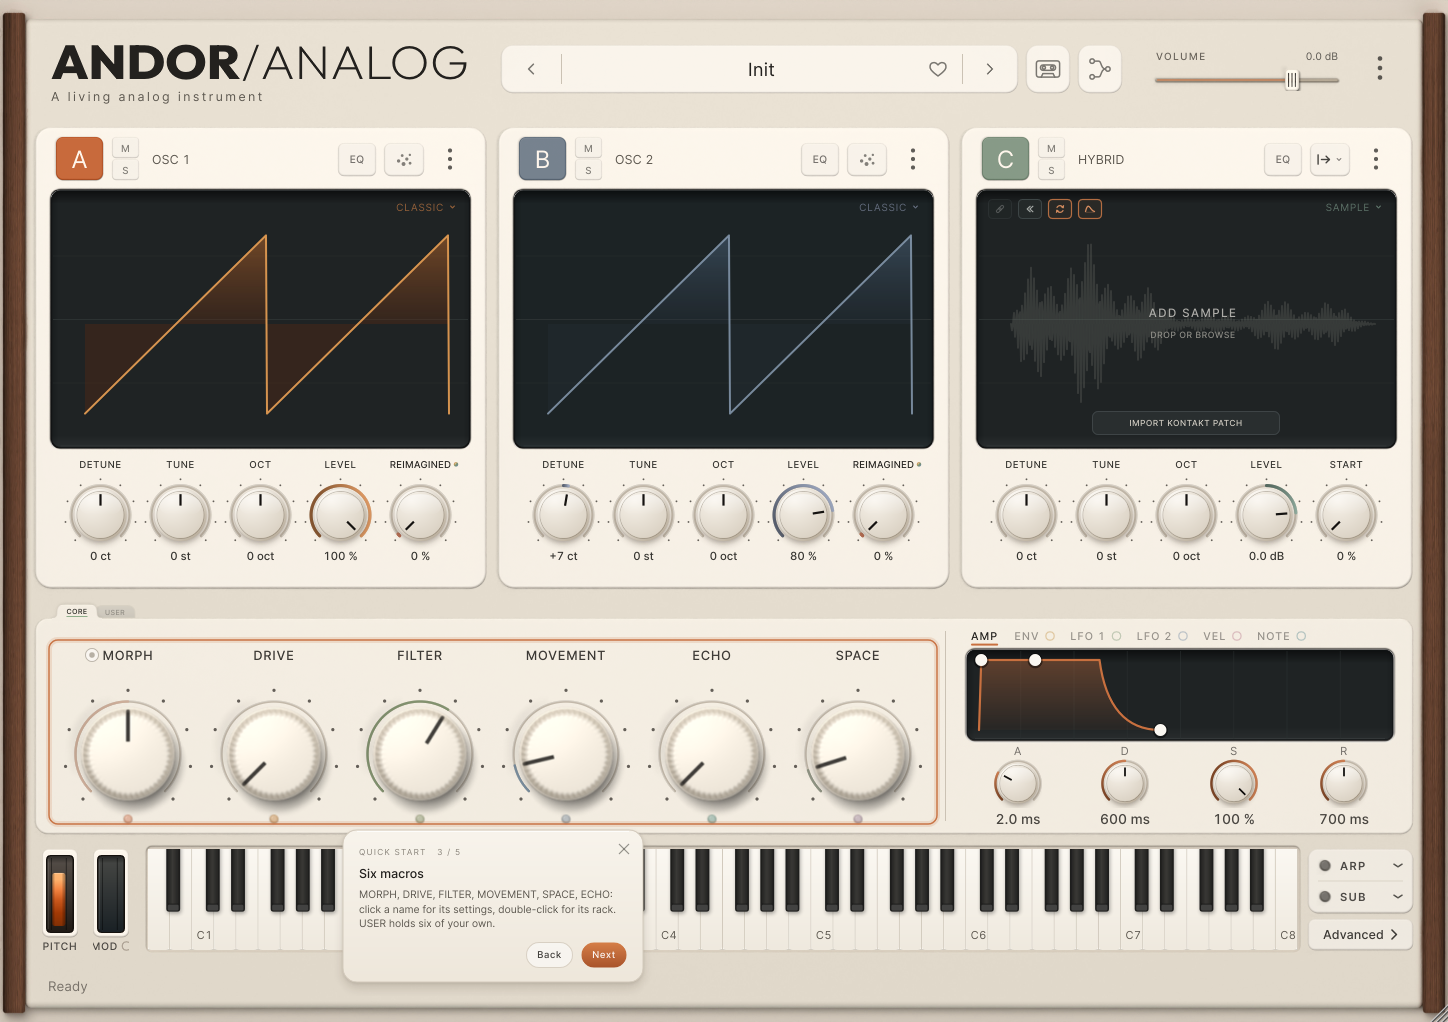 ANDOR/ANALOG
A living analog instrument
Init
VOLUME 0.0 dB
A M S OSC 1 EQ
CLASSIC
DETUNE TUNE OCT LEVEL REIMAGINED
0 ct 0 st 0 oct 100 % 0 %
B M S OSC 2 EQ
CLASSIC
DETUNE TUNE OCT LEVEL REIMAGINED
+7 ct 0 st 0 oct 80 % 0 %
C M S HYBRID EQ
SAMPLE
ADD SAMPLE
DROP OR BROWSE
IMPORT KONTAKT PATCH
DETUNE TUNE OCT LEVEL START
0 ct 0 st 0 oct 0.0 dB 0 %
CORE USER
MORPH DRIVE FILTER MOVEMENT ECHO SPACE
AMP ENV LFO 1 LFO 2 VEL NOTE
A D S R
2.0 ms 600 ms 100 % 700 ms
QUICK START 3 / 5
Six macros
MORPH, DRIVE, FILTER, MOVEMENT, SPACE, ECHO:
click a name for its settings, double-click for its rack.
USER holds six of your own.
Back Next
PITCH MOD
C1 C4 C5 C6 C7 C8
ARP
SUB
Advanced
Ready